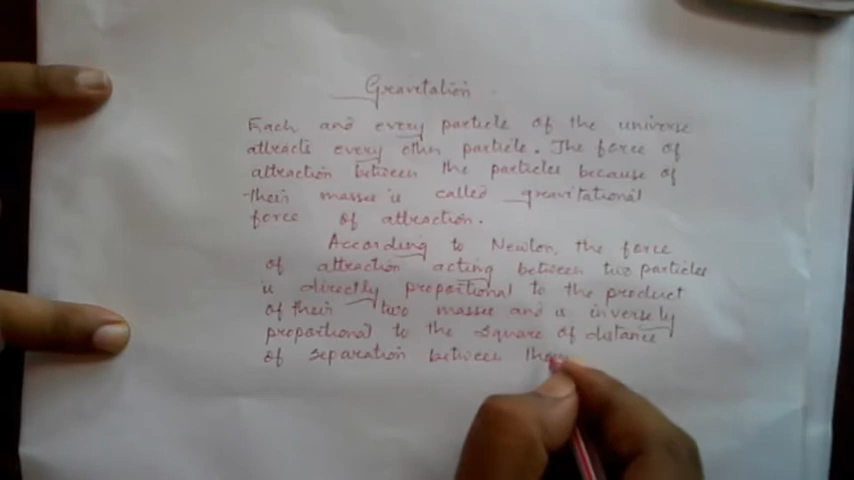 Gravitation
Each and every particle of the universe
attracts every other particle. The force of
attraction between the particles because of
their masses is called gravitational
force of attraction.
According to Newton, the force
of attraction acting between two particles
is directly proportional to the product
of their two masses and is inversely
proportional to the square of distance
of separation between